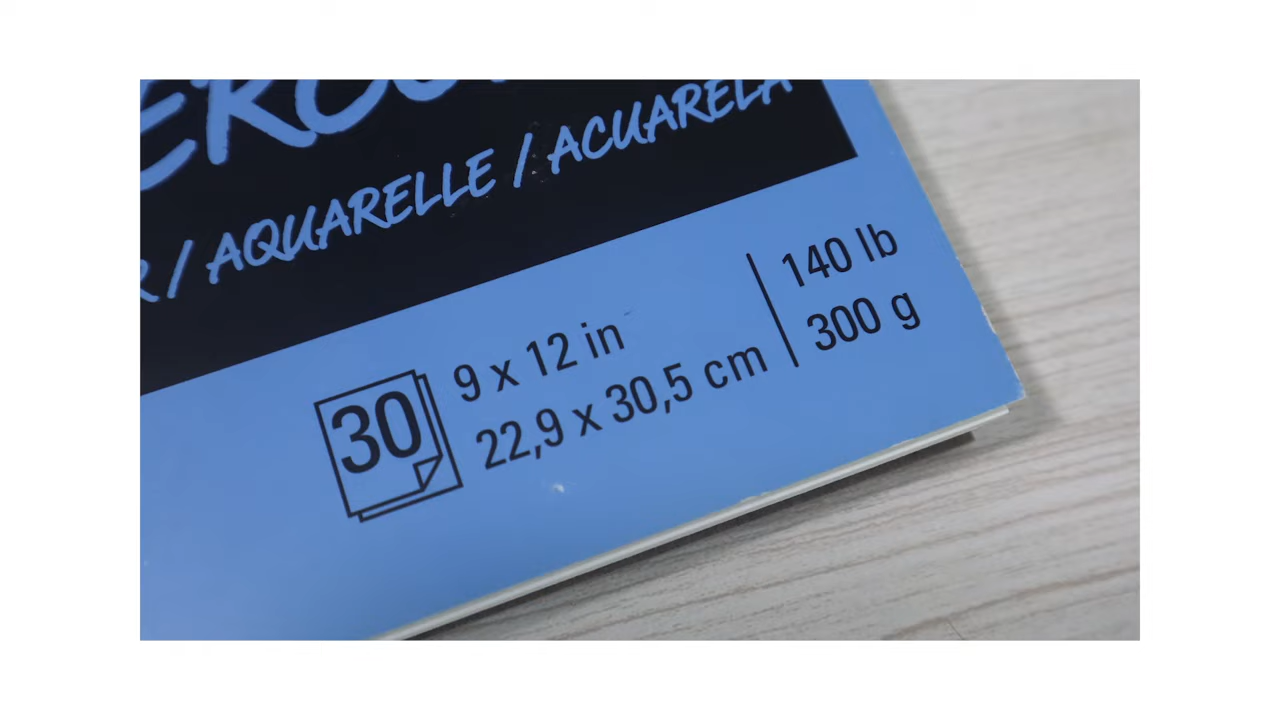 / AQUARELLE / ACUARELA
30
9 x 12 in
22,9 x 30,5 cm
140 lb
300 g